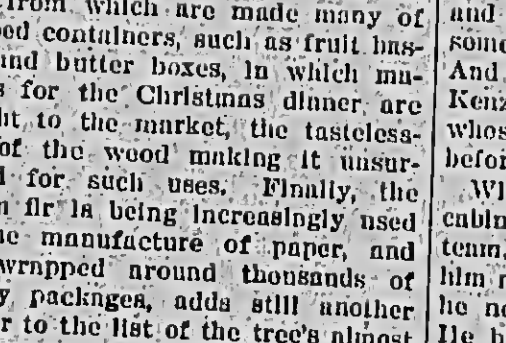 from which are made many of
ed containers, such as fruit bas-
and butter boxes, in which ma-
s for the Christmas dinner are
ht to the market, the tasteless-
of the wood making it unsur-
d for such uses. Finally, the
n fir is being increasingly used
he manufacture of paper, and
wrapped around thousands of
y packages, adds still another
r to the list of the tree's almost
and
some
And
Kenz
whos
befor
Wi
cabin
team,
him
he no
He b